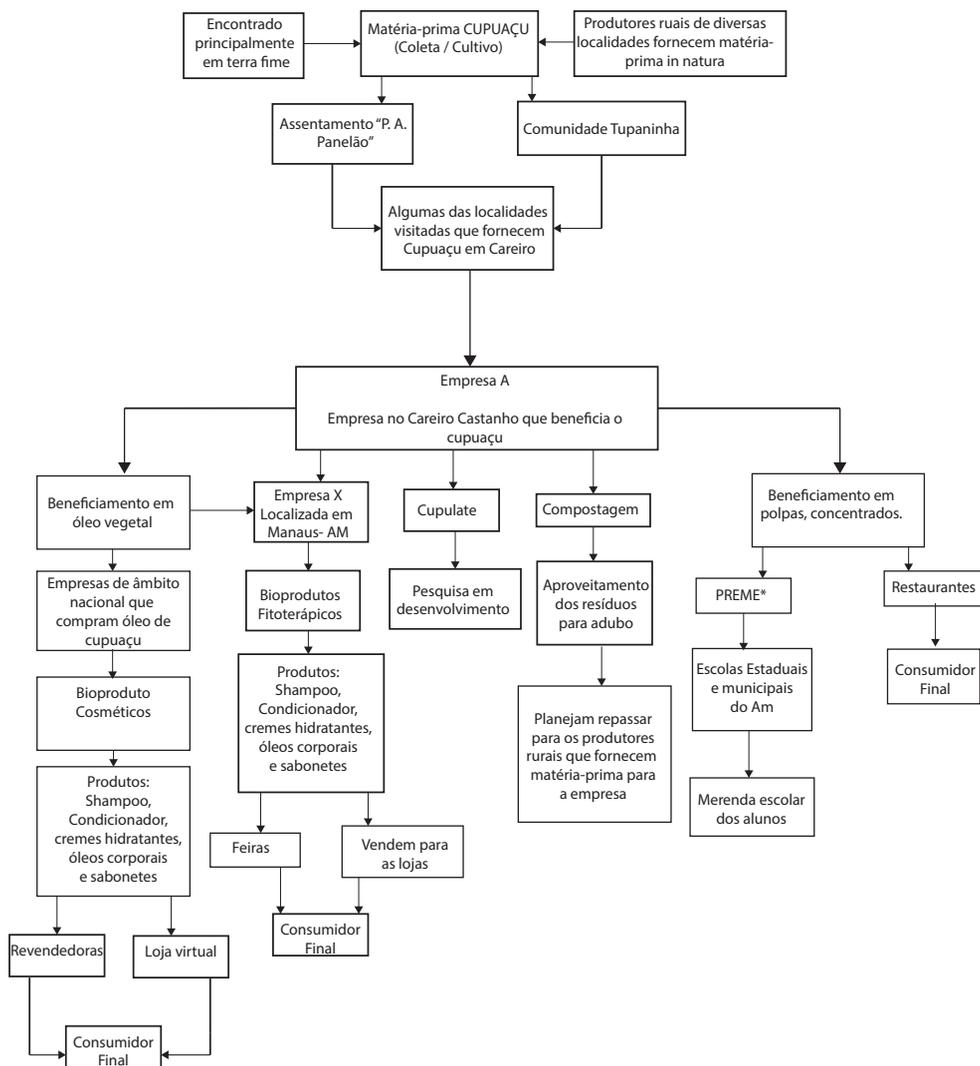 Encontrado
principalmente
em terra fime
Matéria-prima CUPUAÇU
(Coleta / Cultivo)
Produtores ruais de diversas
localidades fornecem matéria-
prima in natura
Assentamento “P. A.
Panelão”
Comunidade Tupaninha
Algumas das localidades
visitadas que fornecem
Cupuaçu em Careiro
Empresa A
Empresa no Careiro Castanho que beneficia o
cupuaçu
Beneficiamento em
óleo vegetal
Empresa X
Localizada em
Manaus- AM
Cupulate
Compostagem
Beneficiamento em
polpas, concentrados.
Empresas de âmbito
nacional que
compram óleo de
cupuaçu
Bioprodutos
Fitoterápicos
Pesquisa em
desenvolvimento
Aproveitamento
dos resíduos
para adubo
PREME*
Restaurantes
Bioproduto
Cosméticos
Produtos:
Shampoo,
Condicionador,
cremes hidratantes,
óleos corporais
e sabonetes
Planejam repassar
para os produtores
rurais que fornecem
matéria-prima para
a empresa
Escolas Estaduais
e municipais
do Am
Consumidor
Final
Produtos:
Shampoo,
Condicionador,
cremes hidratantes,
óleos corporais
e sabonetes
Feiras
Vendem para
as lojas
Merenda escolar
dos alunos
Revendedoras
Loja virtual
Consumidor
Final
Consumidor
Final